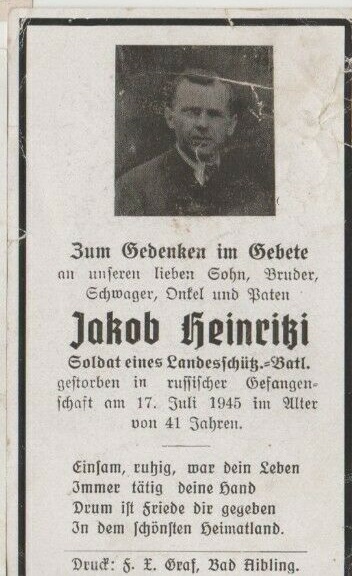 Zum Gedenken im Gebete
an unseren lieben Sohn, Bruder,
Schwager, Onkel und Paten
Jakob Heinritzi
Soldat eines Landesschütz.=Batl.
gestorben in russischer Gefangen=
schaft am 17. Juli 1945 im Alter
von 41 Jahren.
Einsam, ruhig, war dein Leben
Immer tätig deine Hand
Drum ist Friede dir gegeben
In dem schönsten Heimatland.
Druck: F. X. Graf, Bad Aibling.